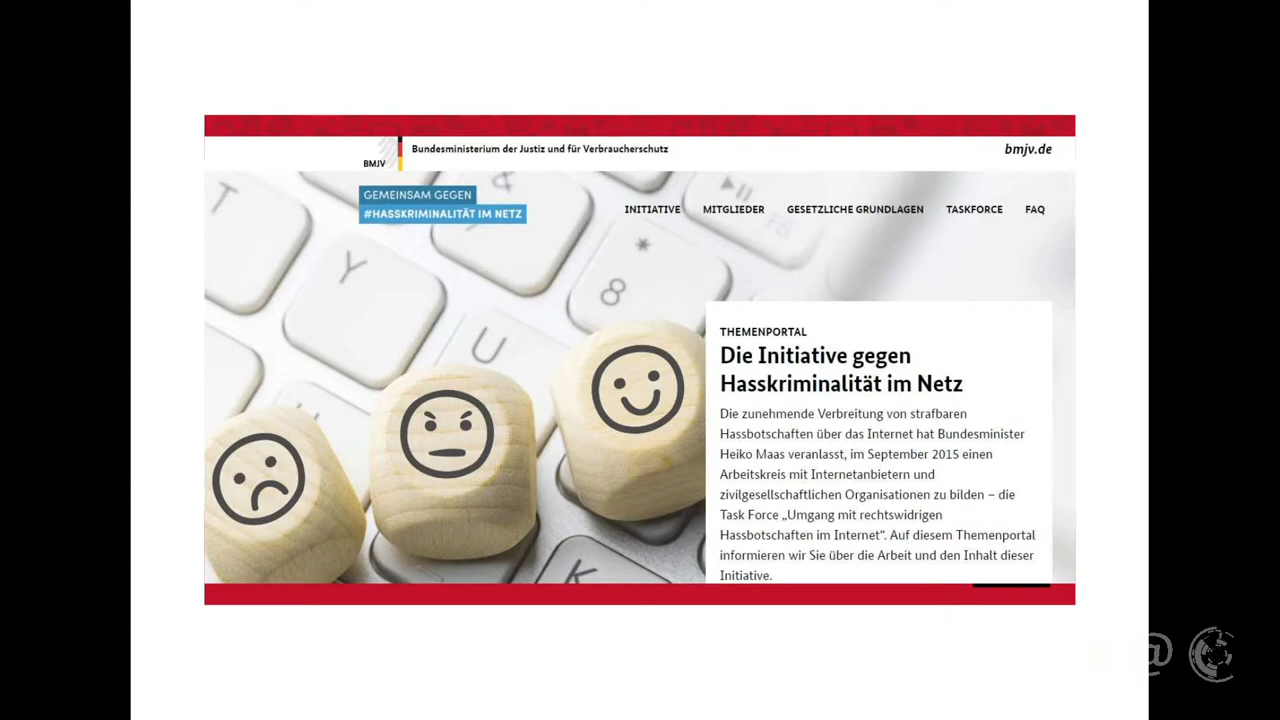 Bundesministerium der Justiz und für Verbraucherschutz
bmjv.de
BMJV
GEMEINSAM GEGEN
#HASSKRIMINALITÄT IM NETZ
INITIATIVE MITGLIEDER GESETZLICHE GRUNDLAGEN TASKFORCE FAQ
T
&
Y
*
8
U
K
THEMENPORTAL
Die Initiative gegen
Hasskriminalität im Netz
Die zunehmende Verbreitung von strafbaren
Hassbotschaften über das Internet hat Bundesminister
Heiko Maas veranlasst, im September 2015 einen
Arbeitskreis mit Internetanbietern und
zivilgesellschaftlichen Organisationen zu bilden – die
Task Force „Umgang mit rechtswidrigen
Hassbotschaften im Internet“. Auf diesem Themenportal
informieren wir Sie über die Arbeit und den Inhalt dieser
Initiative.
@